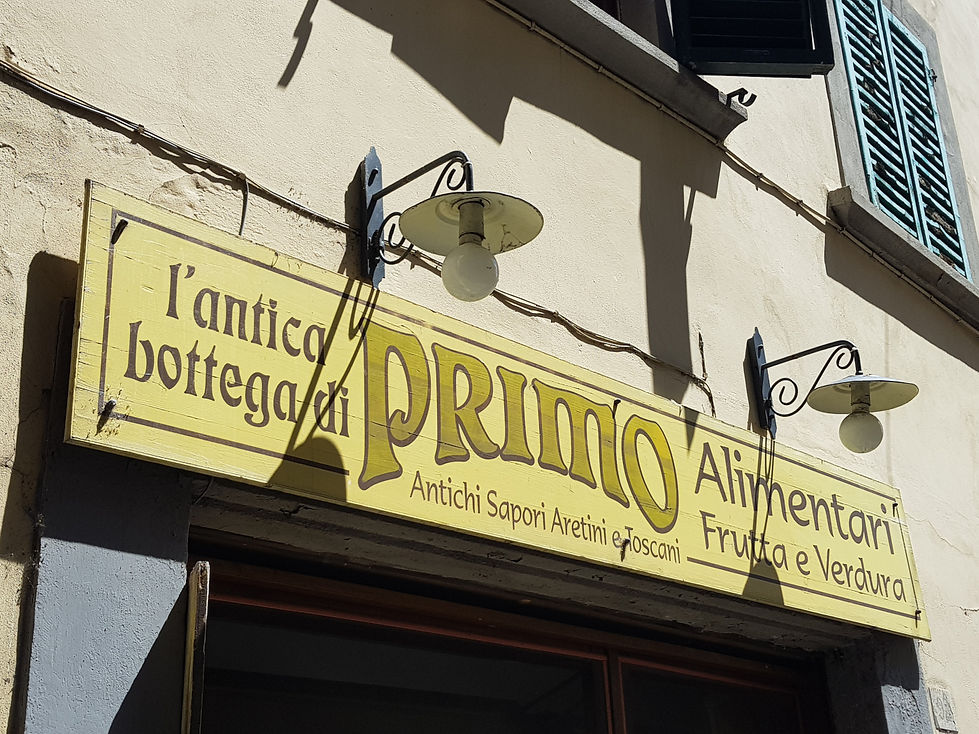 l'antica
bottega di
PRIMO
Antichi Sapori Aretini e Toscani
Alimentari
Frutta e Verdura